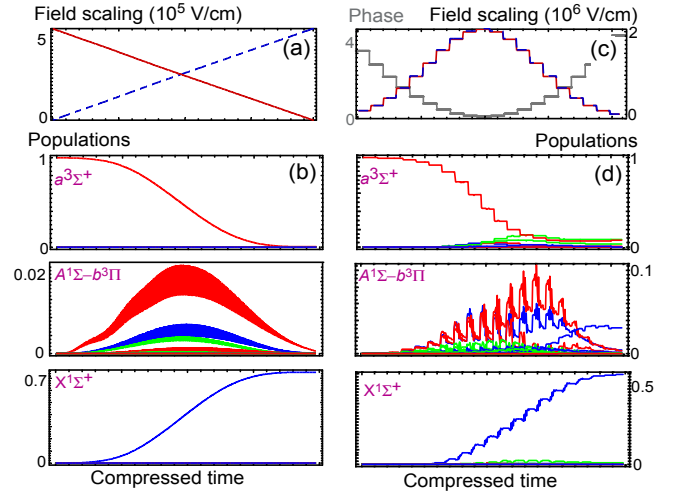 Field scaling (10⁵ V/cm)
5
0
(a)
Field scaling (10⁶ V/cm)
Phase
4
0
2
0
(c)
Populations
1
0
a³Σ⁺
(b)
0.02
0
A¹Σ–b³Π
0.7
0
X¹Σ⁺
Compressed time
Populations
1
0
a³Σ⁺
(d)
0.1
0
A¹Σ–b³Π
0.5
0
X¹Σ⁺
Compressed time